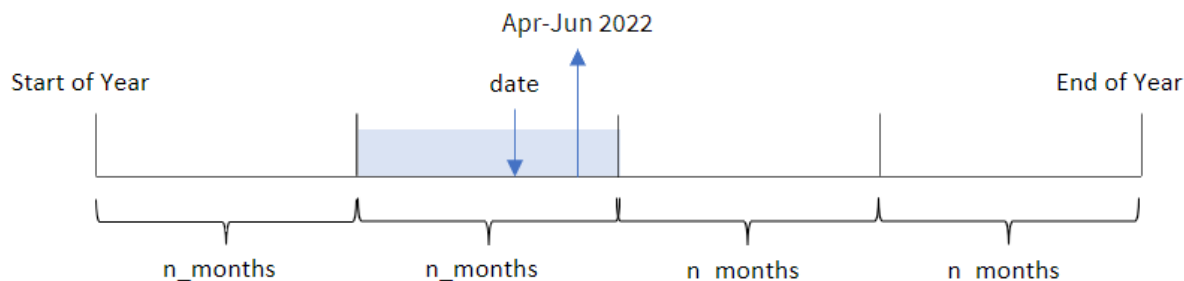 Apr-Jun 2022
Start of Year
date
End of Year
n_months
n_months
n months
n months